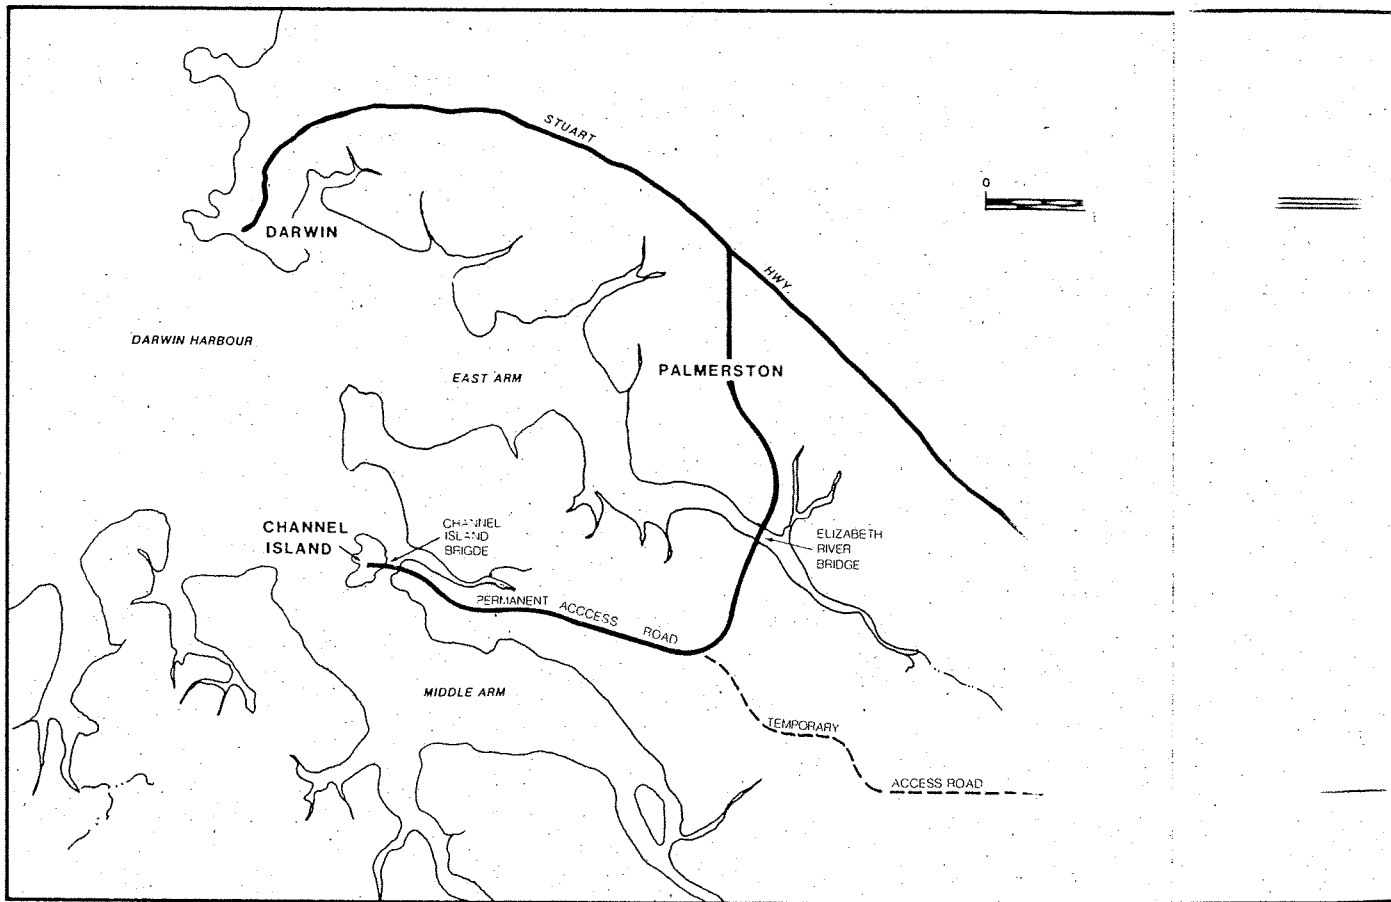 STUART
0
DARWIN
HWY.
DARWIN HARBOUR
PALMERSTON
EAST ARM
CHANNEL
ISLAND
CHANNEL
ISLAND
BRIGDE
ELIZABETH
RIVER
BRIDGE
PERMANENT ACCCESS ROAD
MIDDLE ARM
TEMPORARY
ACCESS ROAD